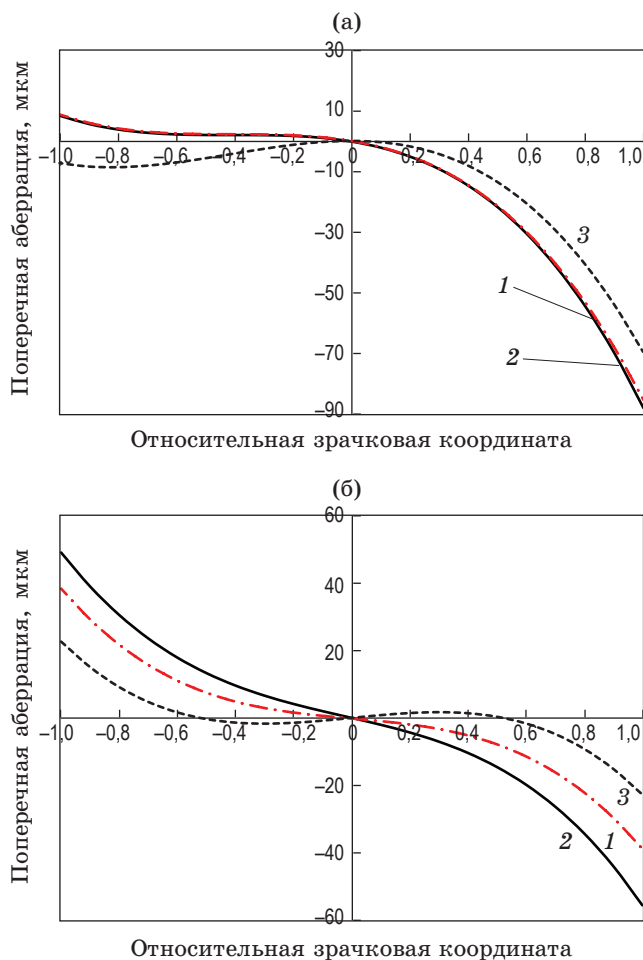 (а)
30
10
–1,0 –0,8 –0,6 –0,4 –0,2 0 0,2 0,4 0,6 0,8 1,0
–10
–30
–50
–70
–90
3
1
2
Поперечная аберрация, мкм
Относительная зрачковая координата
(б)
60
40
20
–1,0 –0,8 –0,6 –0,4 –0,2 0 0,2 0,4 0,6 0,8 1,0
–20
–40
–60
3
2 1
Поперечная аберрация, мкм
Относительная зрачковая координата